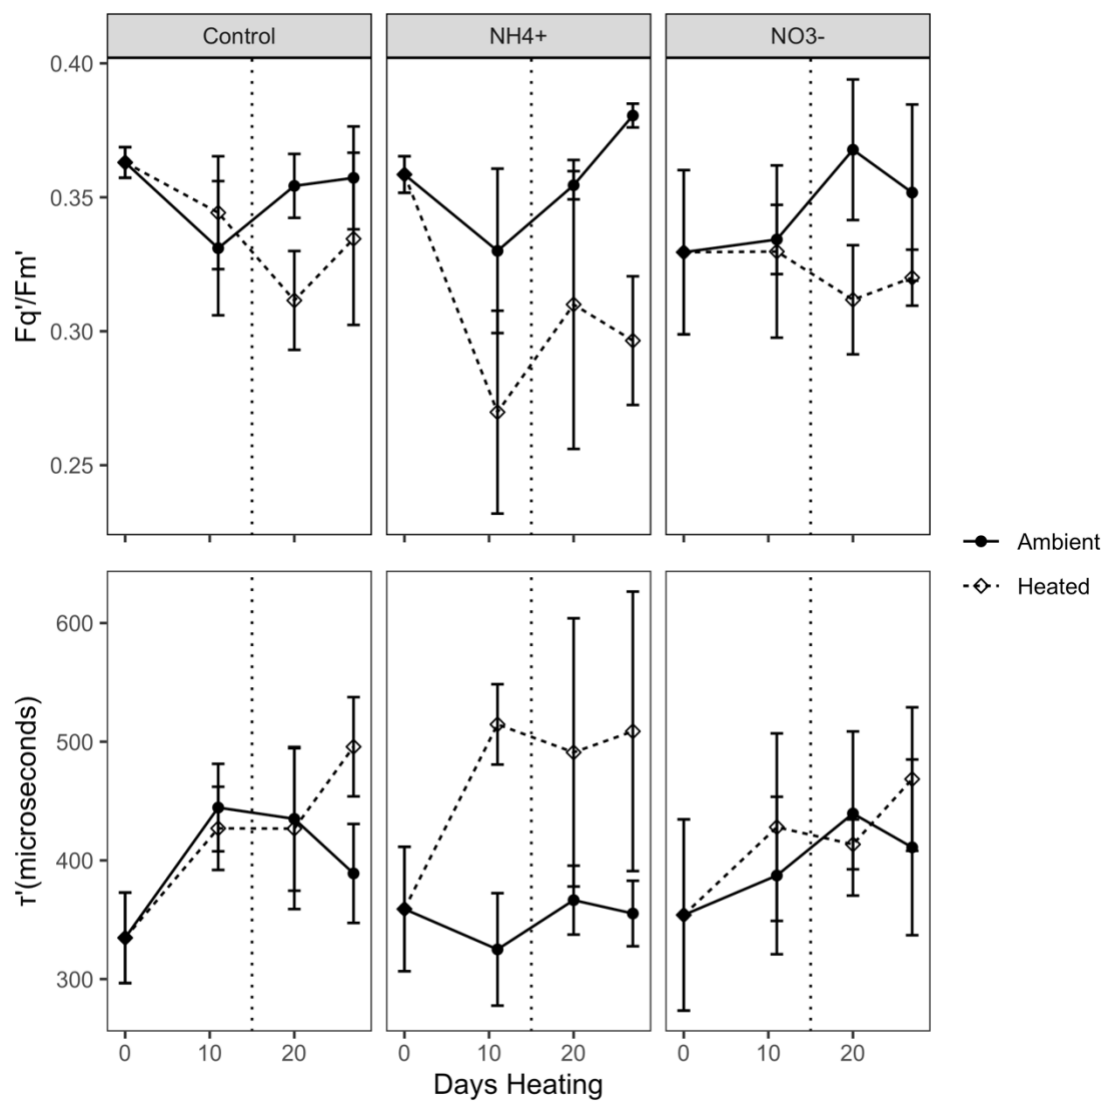 Control NH4+ NO3-
0.40
0.35
0.30
0.25
Fq'/Fm'
Ambient
Heated
600
500
400
300
τ'(microseconds)
0 10 20 0 10 20 0 10 20
Days Heating